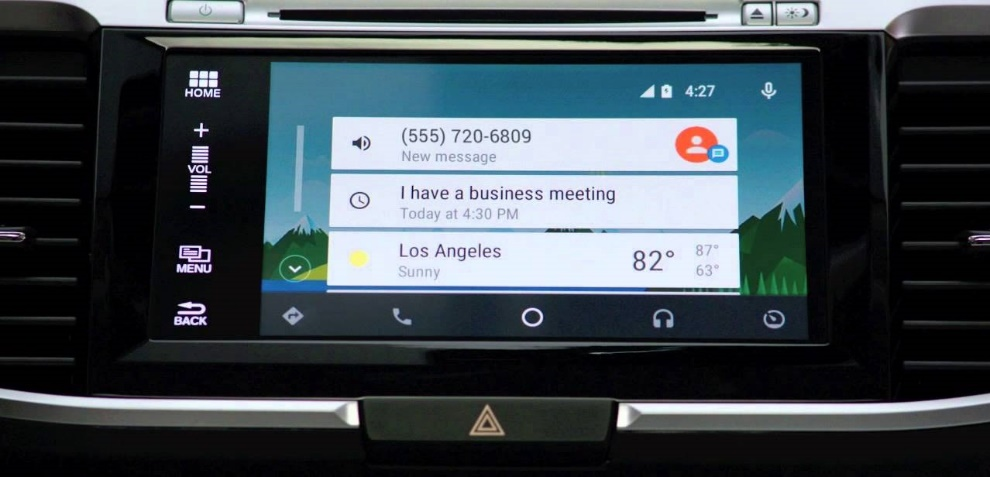 HOME
+
VOL
−
MENU
BACK
4:27
(555) 720-6809
New message
I have a business meeting
Today at 4:30 PM
Los Angeles
Sunny
82°
87°
63°